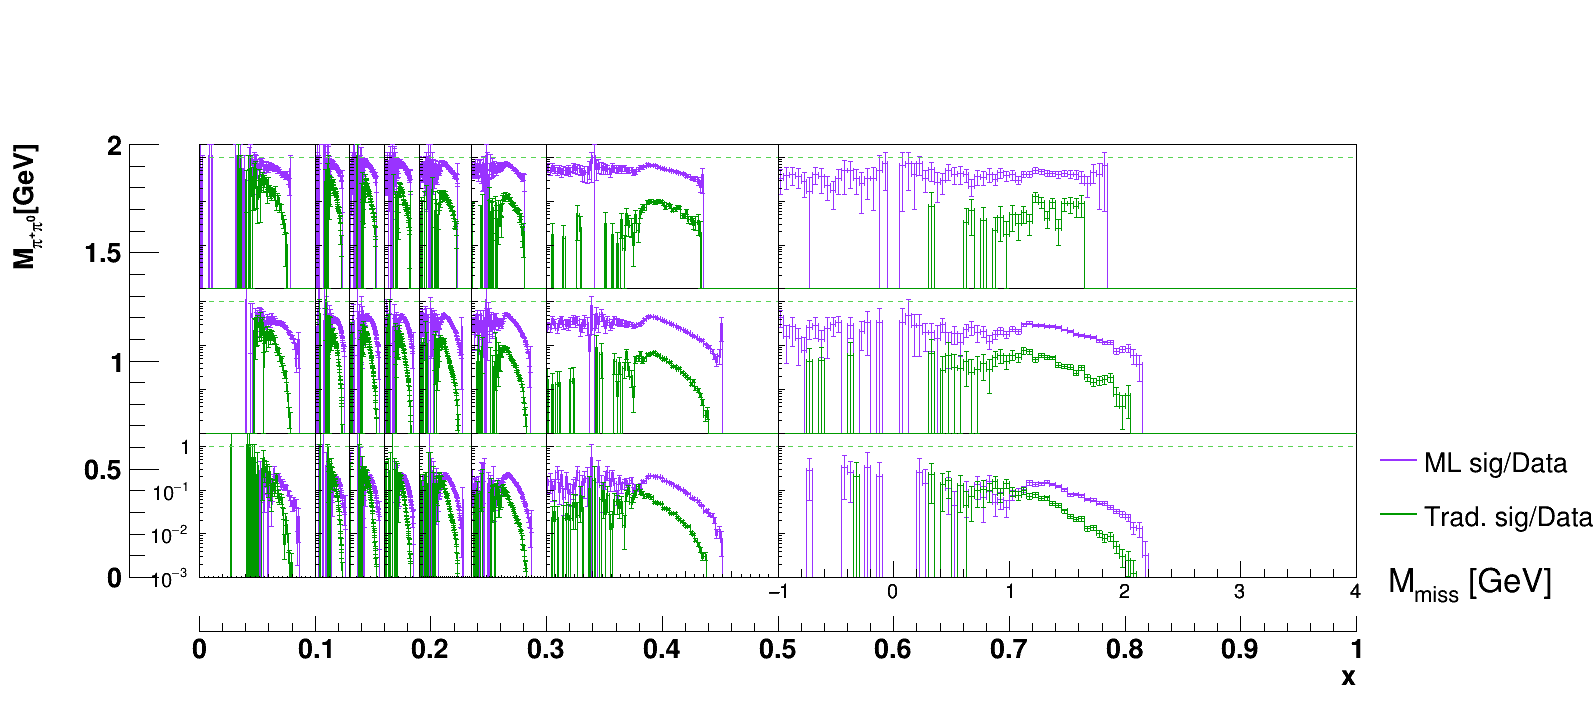 M π⁺π⁰ [GeV]
2
1.5
1
0.5
0
1
10⁻¹
10⁻²
10⁻³
−1 0 1 2 3 4
M miss [GeV]
0 0.1 0.2 0.3 0.4 0.5 0.6 0.7 0.8 0.9 1
x
ML sig/Data
Trad. sig/Data